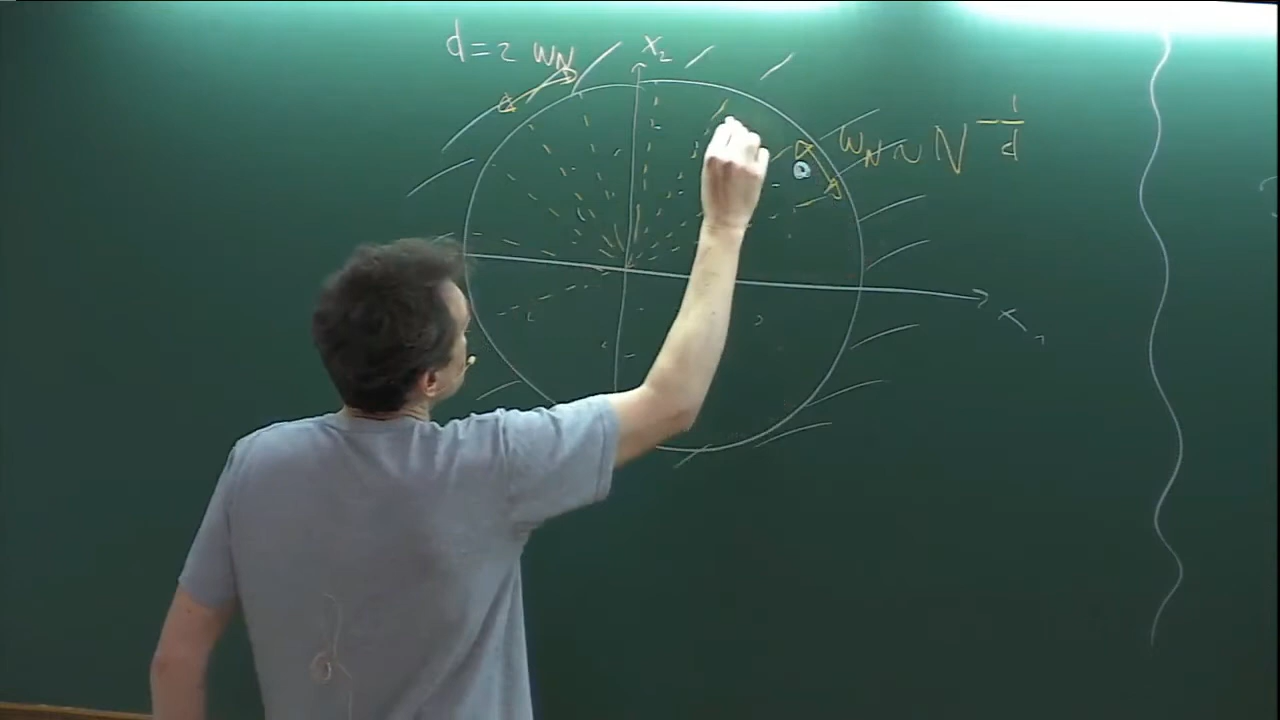 d = 2 w_N
x_2
w_N ~ N^{-1/d}
x_1